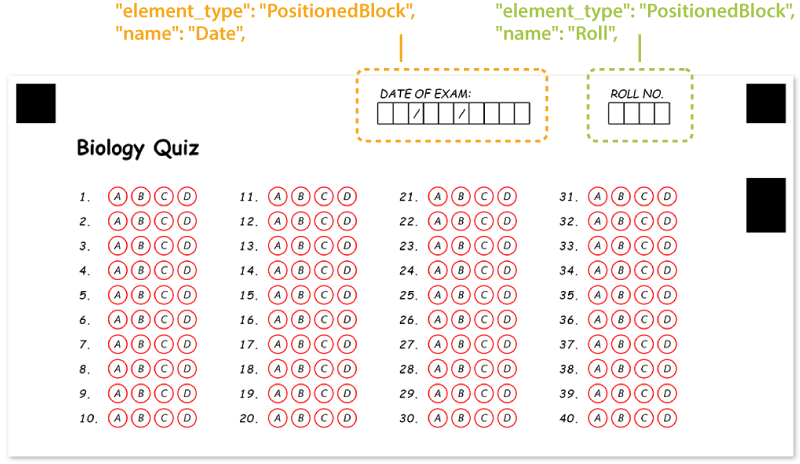 "element_type": "PositionedBlock",
"name": "Date",
"element_type": "PositionedBlock",
"name": "Roll",
DATE OF EXAM:
/ /
ROLL NO.
Biology Quiz
1. A B C D
2. A B C D
3. A B C D
4. A B C D
5. A B C D
6. A B C D
7. A B C D
8. A B C D
9. A B C D
10. A B C D
11. A B C D
12. A B C D
13. A B C D
14. A B C D
15. A B C D
16. A B C D
17. A B C D
18. A B C D
19. A B C D
20. A B C D
21. A B C D
22. A B C D
23. A B C D
24. A B C D
25. A B C D
26. A B C D
27. A B C D
28. A B C D
29. A B C D
30. A B C D
31. A B C D
32. A B C D
33. A B C D
34. A B C D
35. A B C D
36. A B C D
37. A B C D
38. A B C D
39. A B C D
40. A B C D